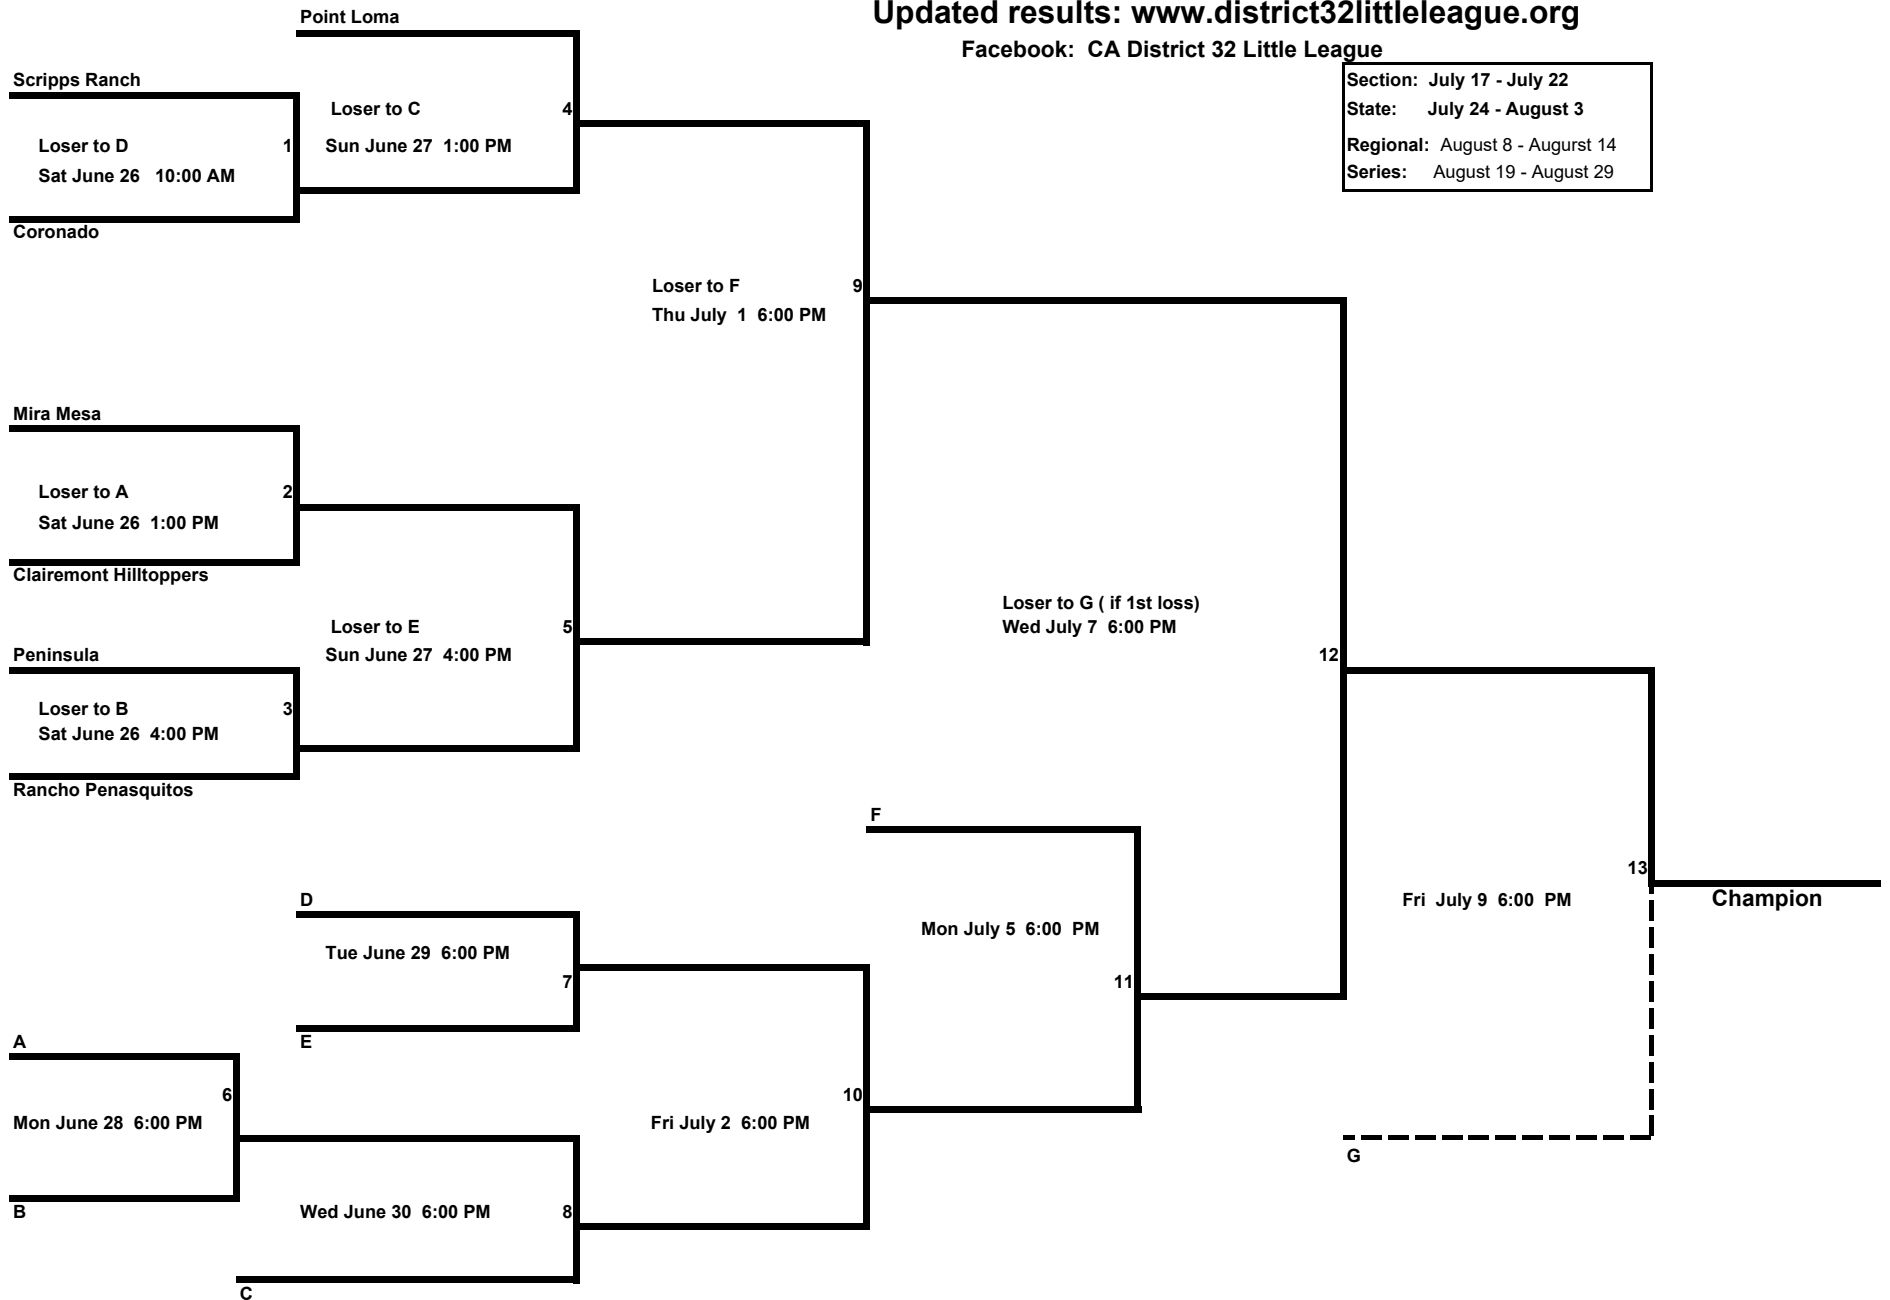 Updated results: www.district32littleleague.org
Facebook: CA District 32 Little League
Section: July 17 - July 22
State: July 24 - August 3
Regional: August 8 - Augurst 14
Series: August 19 - August 29
Point Loma
Scripps Ranch
Loser to C 4
Loser to D 1
Sun June 27 1:00 PM
Sat June 26 10:00 AM
Coronado
Loser to F 9
Thu July 1 6:00 PM
Mira Mesa
Loser to A 2
Sat June 26 1:00 PM
Clairemont Hilltoppers
Loser to G ( if 1st loss)
Wed July 7 6:00 PM
12
Loser to E 5
Sun June 27 4:00 PM
Peninsula
Loser to B 3
Sat June 26 4:00 PM
Rancho Penasquitos
F
13
Fri July 9 6:00 PM
Champion
D
Mon July 5 6:00 PM
11
Tue June 29 6:00 PM
7
E
A
6
Mon June 28 6:00 PM
10
Fri July 2 6:00 PM
G
B
Wed June 30 6:00 PM 8
C